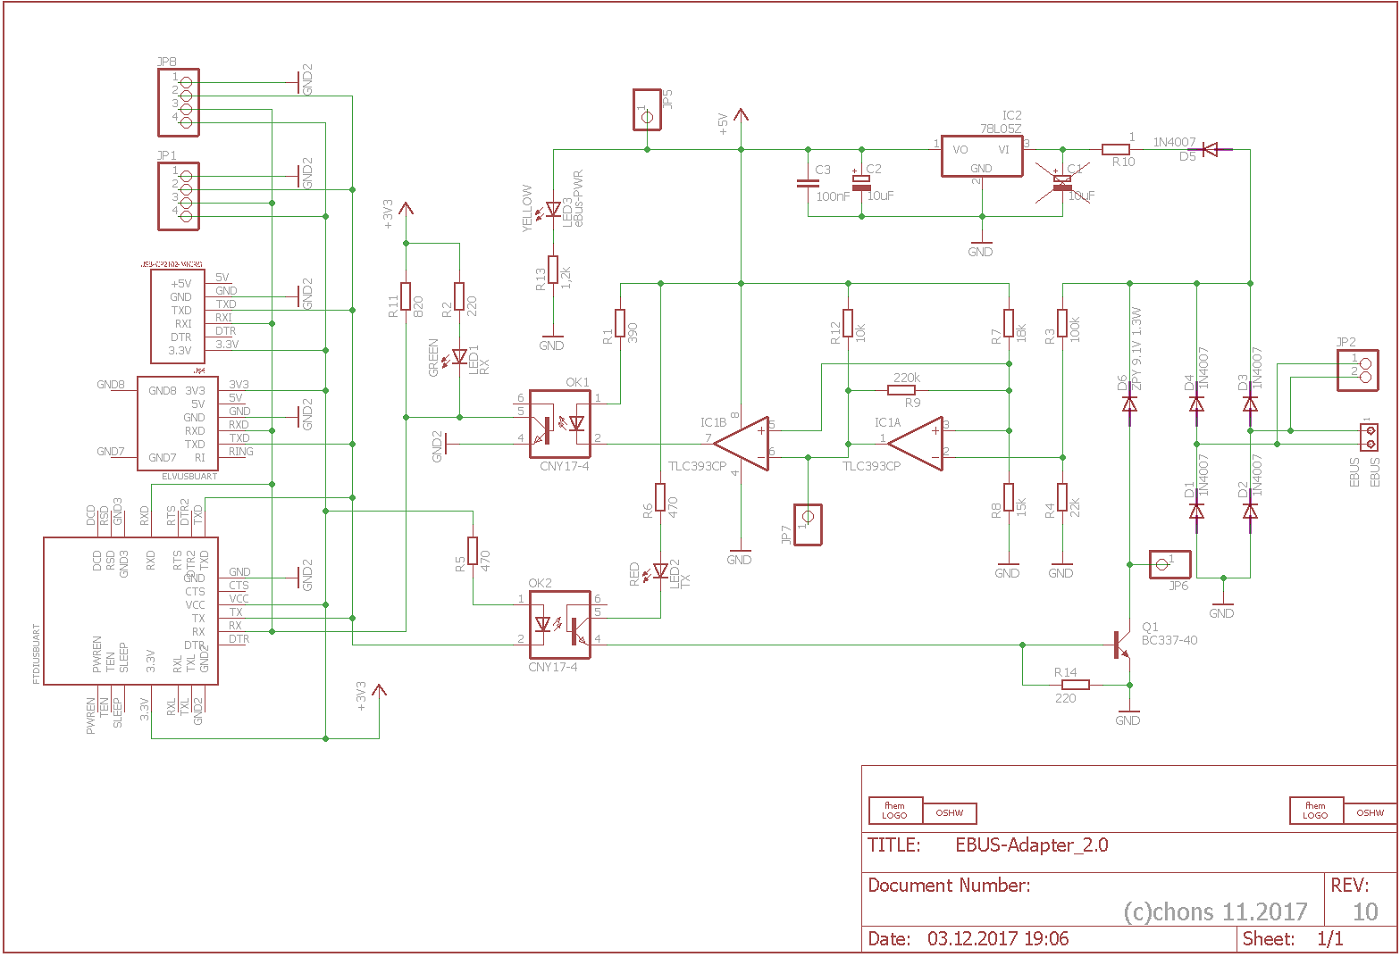 JP8
1
2
3
4
GND2
JP1
1
2
3
4
GND2
USB-CP2102-MICRO
+5V
GND
TXD
RXI
DTR
3.3V
5V
GND
TXD
RXI
DTR
3.3V
GND2
JP4
GND8
GND8
3V3
5V
GND
RXD
TXD
RI
GND7
GND7
3V3
5V
GND
RXD
TXD
RING
GND2
ELVUSBUART
DCD
RSD
GND3
RXD
RTS
DTR2
TXD
DCD
RSD
GND3
RXD
RTS
DTR2
TXD
GND
CTS
VCC
TX
RX
DTR
GND
CTS
VCC
TX
RX
DTR
GND2
FTDIUSBUART
PWREN
TEN
SLEEP
3.3V
RXL
TXL
GND2
PWREN
TEN
SLEEP
3.3V
RXL
TXL
GND2
+3V3
+3V3
R11
820
R2
220
GREEN
LED1
RX
GND2
R5
470
YELLOW
LED3
eBus-PWR
R13
1,2k
GND
JP5
1
+5V
R1
390
OK1
6
5
4
1
2
CNY17-4
OK2
1
2
6
5
4
CNY17-4
R6
470
RED
LED2
TX
IC1B
8
7
5
6
4
+
-
TLC393CP
GND
JP7
1
R12
10k
220k
R9
IC1A
1
3
2
+
-
TLC393CP
R7
18k
R3
100k
R8
15k
R4
22k
GND
GND
C3
100nF
C2
+
10uF
IC2
78L05Z
1
VO
VI
3
GND
2
GND
C1
+
10uF
1
R10
1N4007
D5
D6
ZPY 9.1V 1.3W
D4
1N4007
D3
1N4007
D1
1N4007
D2
1N4007
GND
JP2
1
2
1
EBUS
EBUS
JP6
1
Q1
BC337-40
R14
220
GND
fhem
LOGO
OSHW
fhem
LOGO
OSHW
TITLE: EBUS-Adapter_2.0
Document Number:
REV:
(c)chons 11.2017
10
Date: 03.12.2017 19:06
Sheet: 1/1